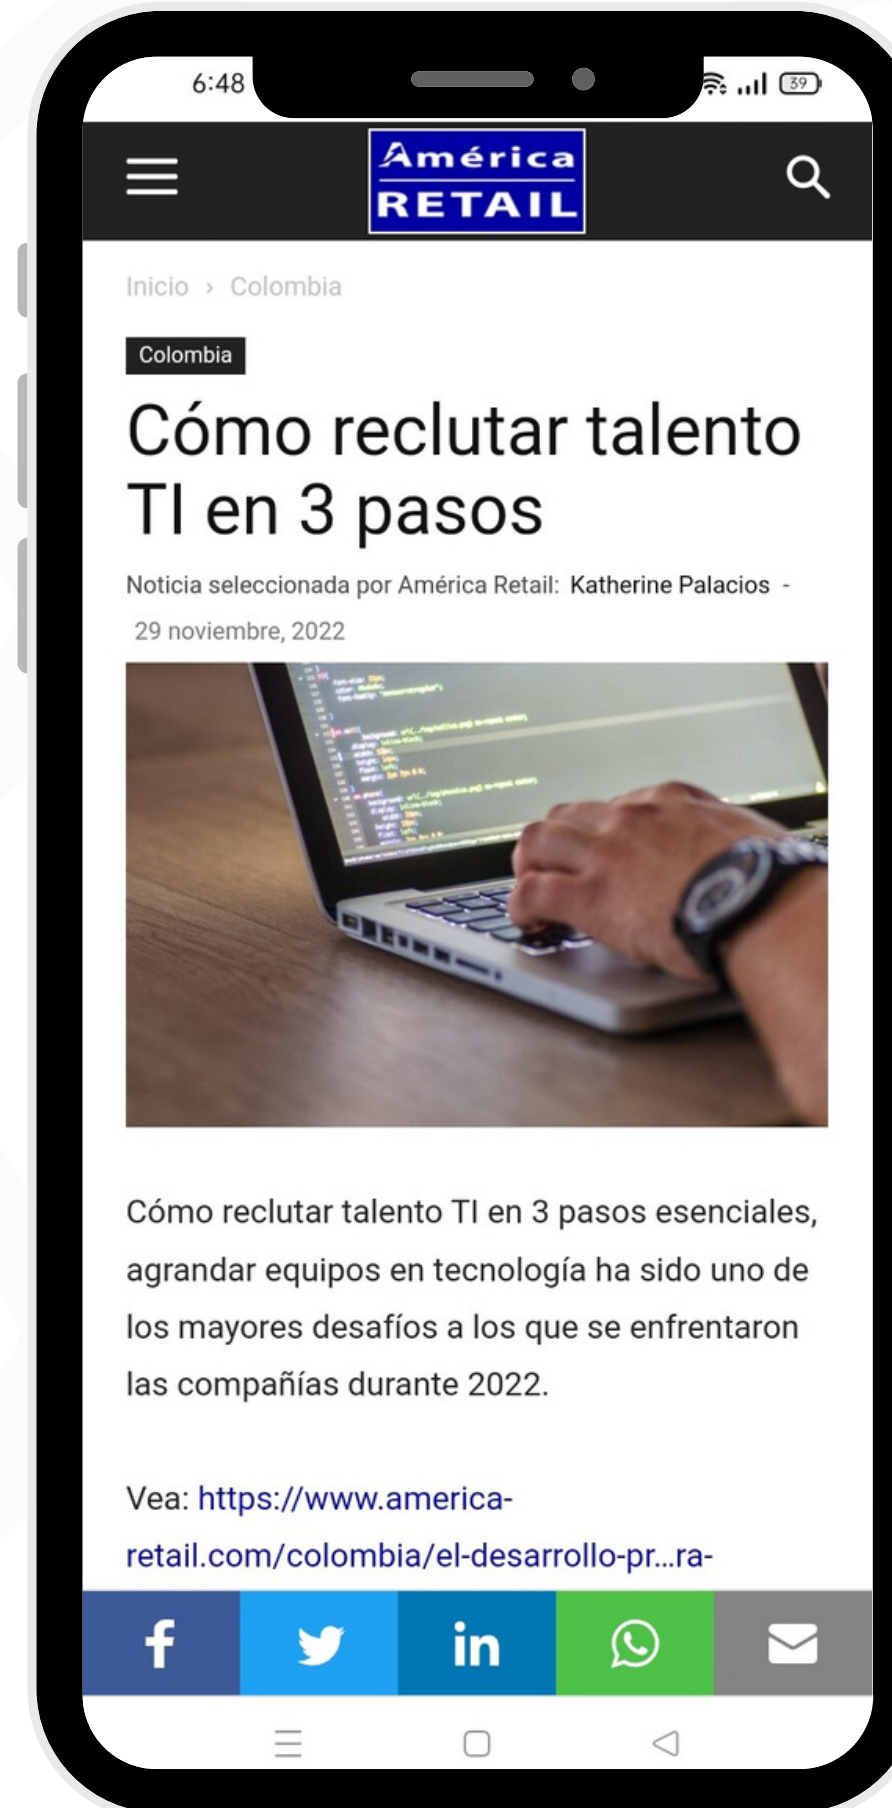 6:48
39
América
RETAIL
Inicio › Colombia
Colombia
Cómo reclutar talento
TI en 3 pasos
Noticia seleccionada por América Retail: Katherine Palacios -
29 noviembre, 2022
Cómo reclutar talento TI en 3 pasos esenciales,
agrandar equipos en tecnología ha sido uno de
los mayores desafíos a los que se enfrentaron
las compañías durante 2022.
Vea: https://www.america-
retail.com/colombia/el-desarrollo-pr...ra-
f
in